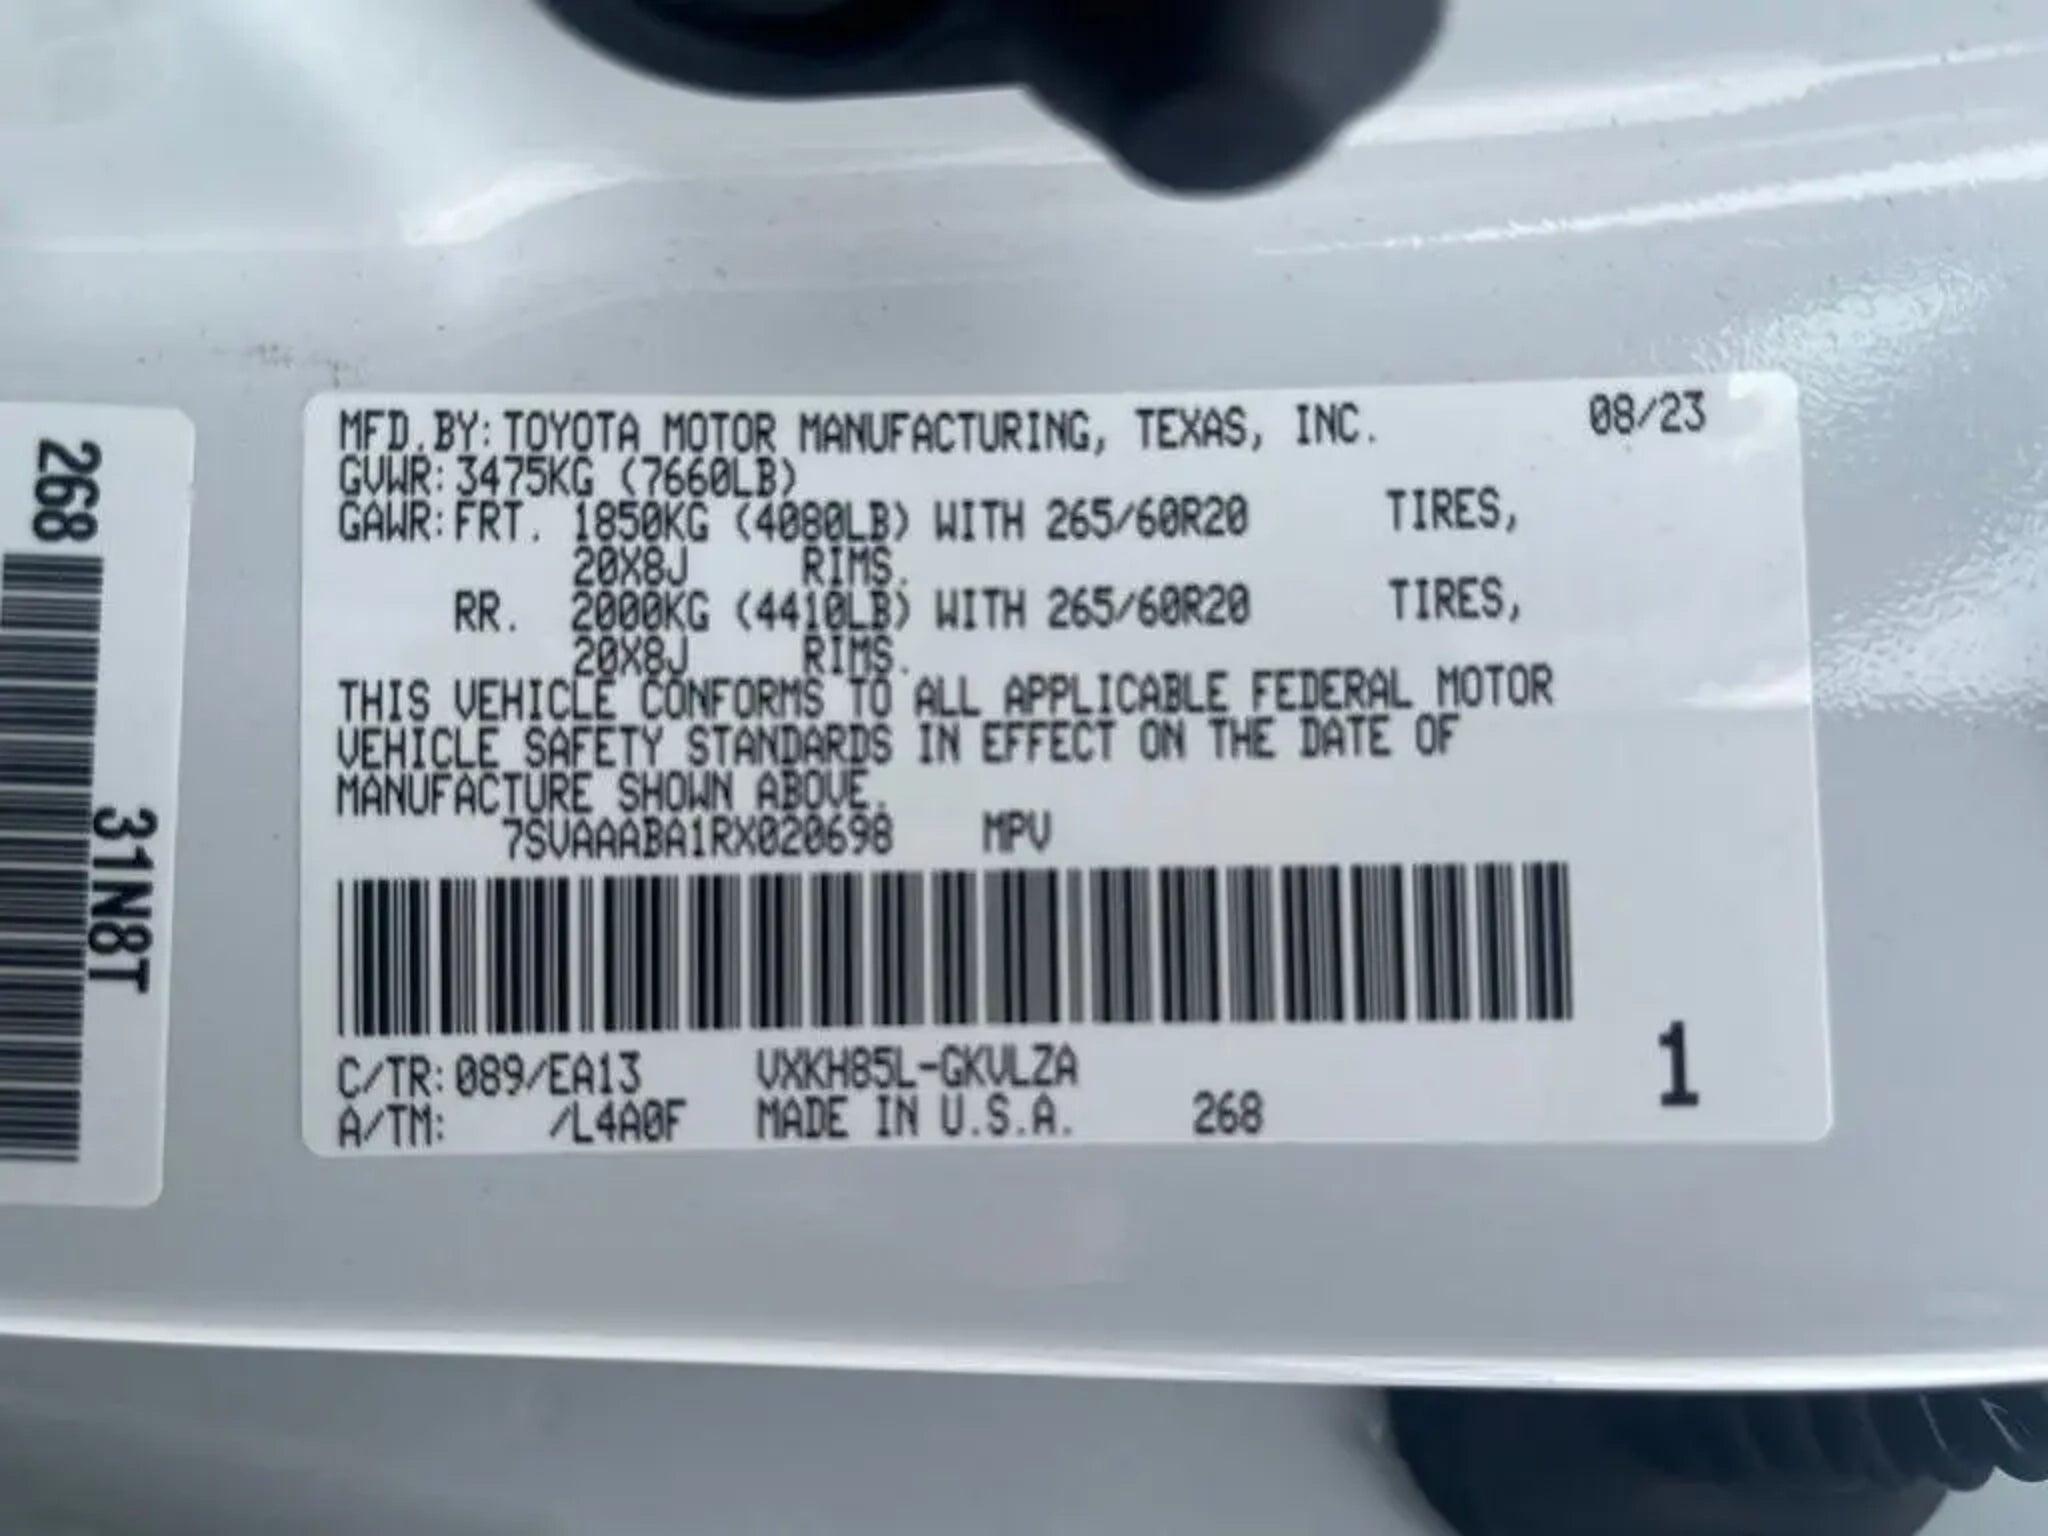 MFD.BY:TOYOTA MOTOR MANUFACTURING, TEXAS, INC. 08/23
GVWR:3475KG (7660LB)
GAWR:FRT. 1850KG (4080LB) WITH 265/60R20 TIRES,
20X8J RIMS.
RR. 2000KG (4410LB) WITH 265/60R20 TIRES,
20X8J RIMS.
THIS VEHICLE CONFORMS TO ALL APPLICABLE FEDERAL MOTOR
VEHICLE SAFETY STANDARDS IN EFFECT ON THE DATE OF
MANUFACTURE SHOWN ABOVE.
7SVAAABA1RX020698 MPV
C/TR:089/EA13 VXKH85L-GKVLZA
A/TM: /L4A0F MADE IN U.S.A. 268
1
268
31N8T